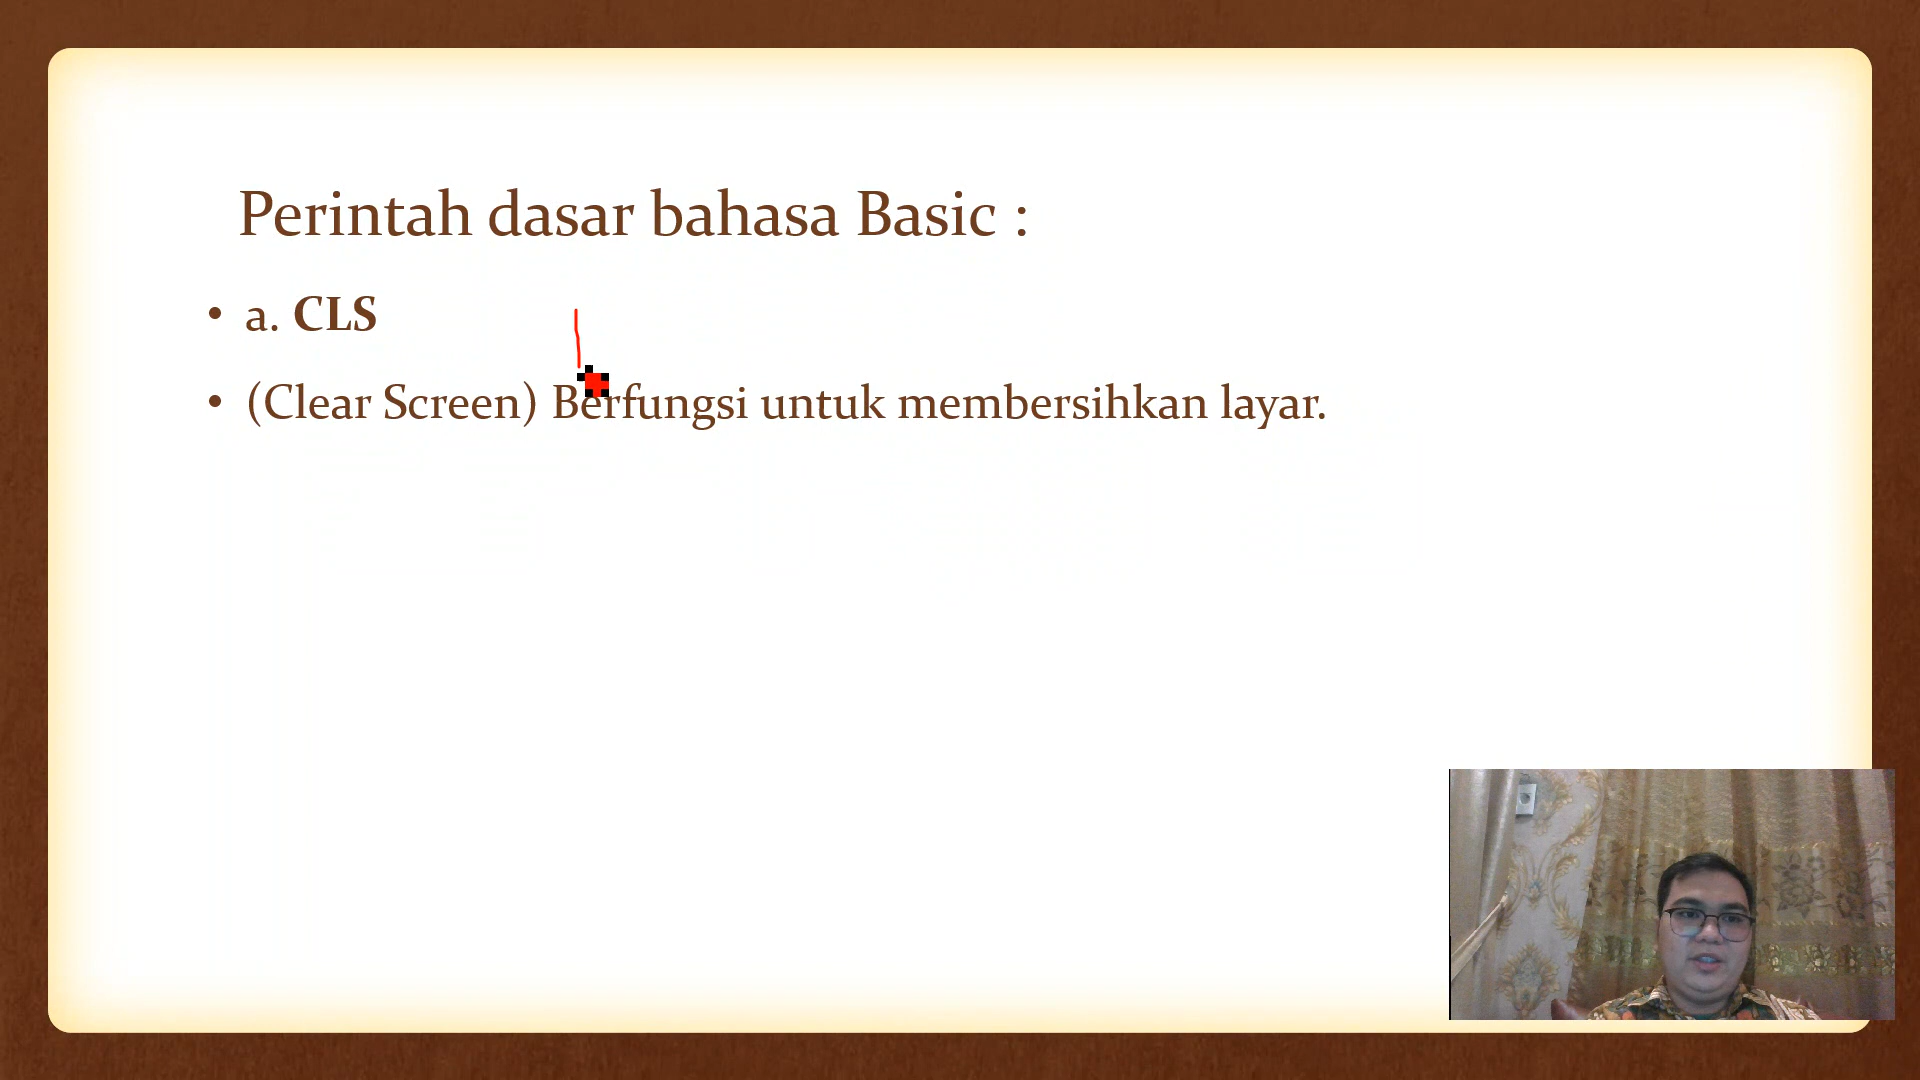 Perintah dasar bahasa Basic :
• a. CLS
• (Clear Screen) Berfungsi untuk membersihkan layar.